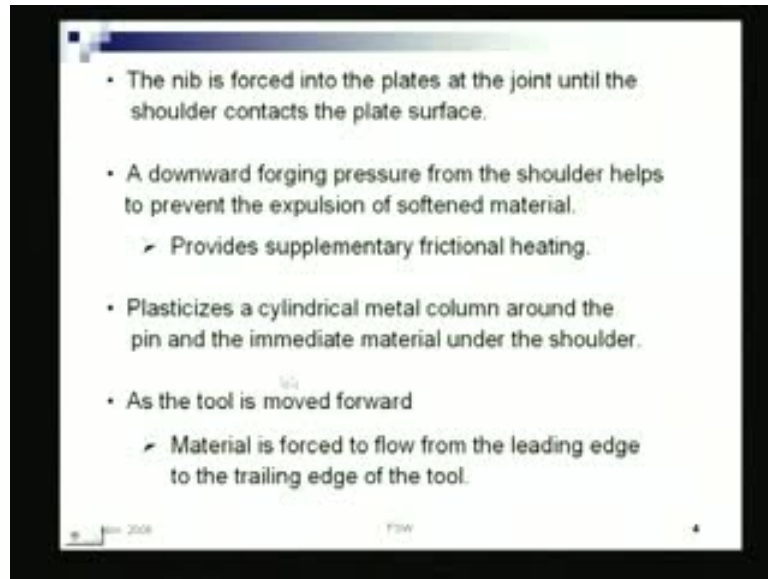 • The nib is forced into the plates at the joint until the
shoulder contacts the plate surface.
• A downward forging pressure from the shoulder helps
to prevent the expulsion of softened material.
➢ Provides supplementary frictional heating.
• Plasticizes a cylindrical metal column around the
pin and the immediate material under the shoulder.
• As the tool is moved forward
➢ Material is forced to flow from the leading edge
to the trailing edge of the tool.
FSW
4